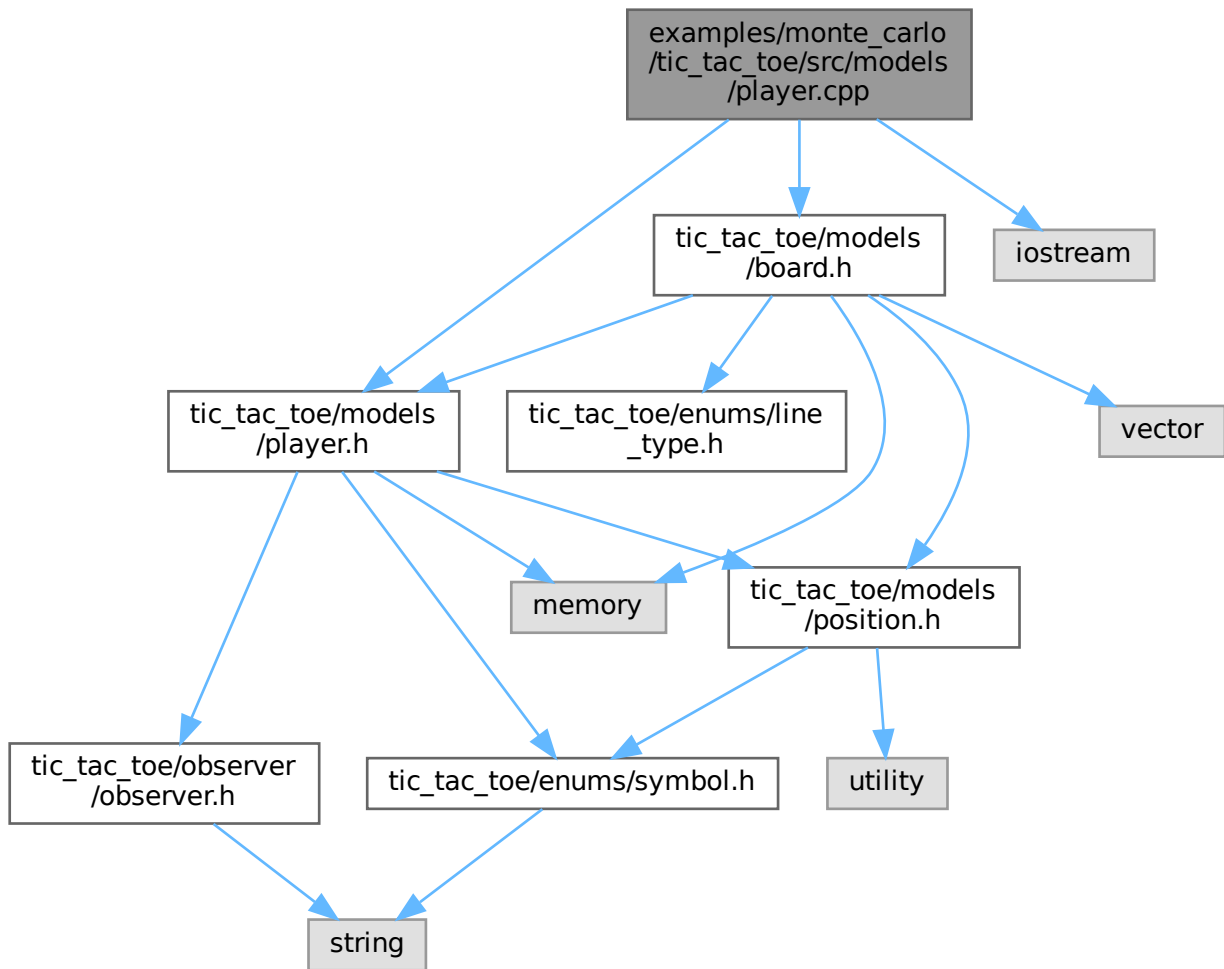 examples/monte_carlo
/tic_tac_toe/src/models
/player.cpp
tic_tac_toe/models
/board.h
iostream
tic_tac_toe/models
/player.h
tic_tac_toe/enums/line
_type.h
vector
memory
tic_tac_toe/models
/position.h
tic_tac_toe/observer
/observer.h
tic_tac_toe/enums/symbol.h
utility
string